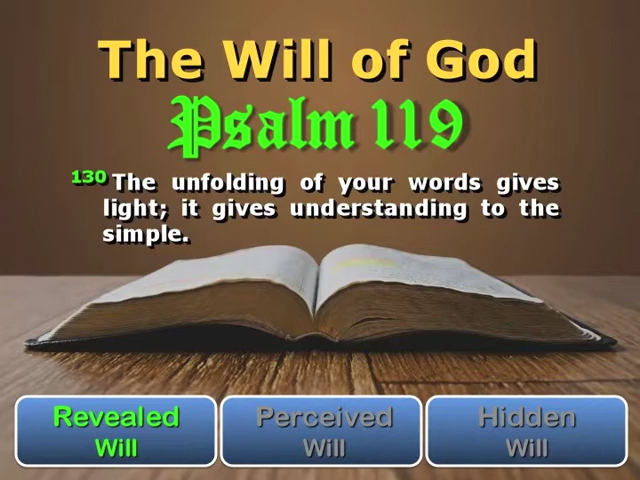 The Will of God
Psalm 119
130 The unfolding of your words gives
light; it gives understanding to the
simple.
Revealed Will
Perceived Will
Hidden Will